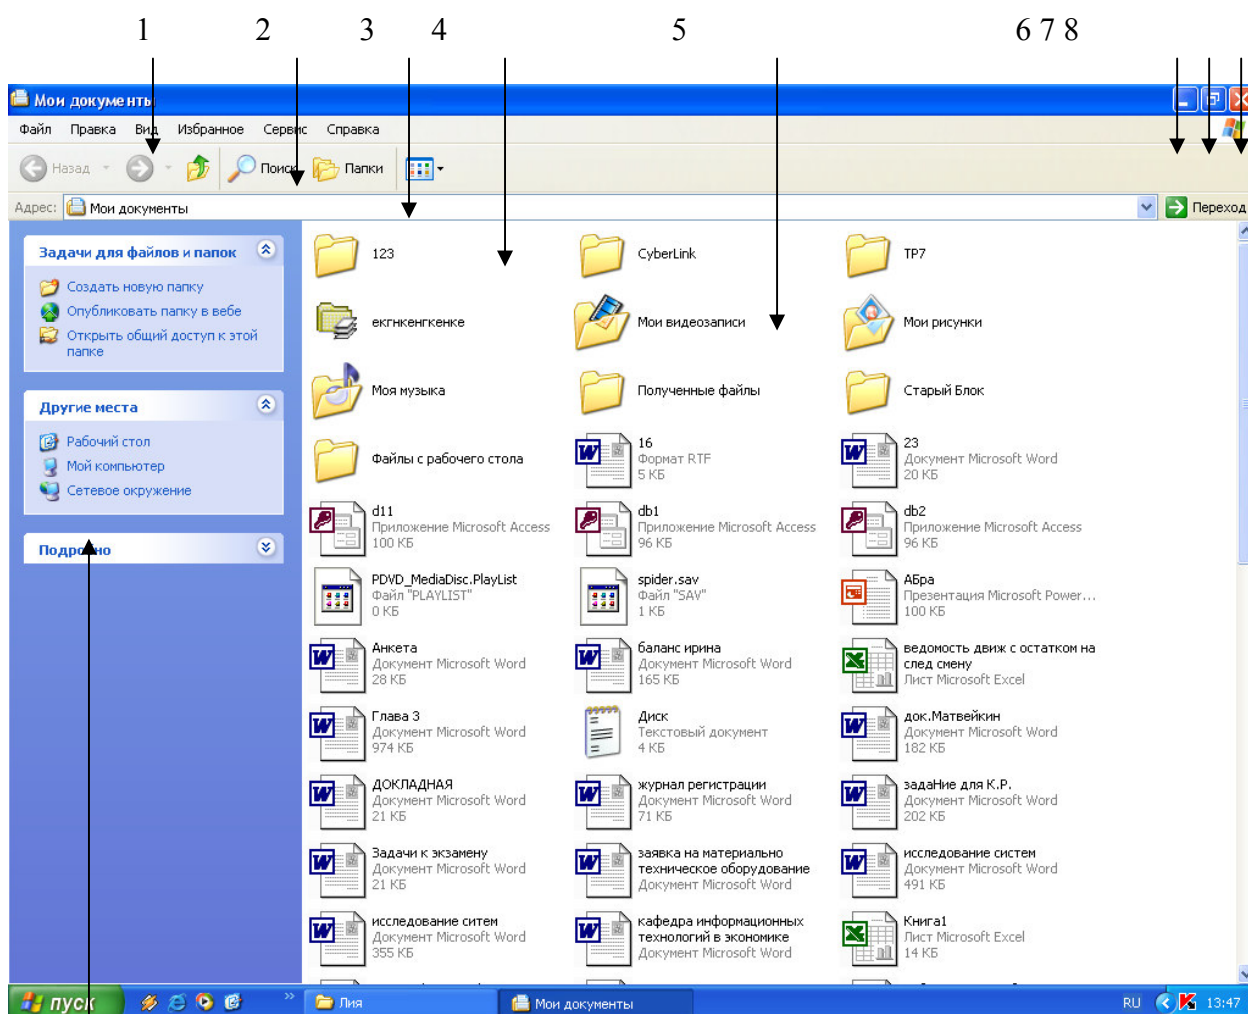 1 2 3 4 5 6 7 8
Мои документы
Файл Правка Вид Избранное Сервис Справка
Назад Поиск Папки
Адрес: Мои документы Переход
Задачи для файлов и папок
Создать новую папку
Опубликовать папку в вебе
Открыть общий доступ к этой
папке
Другие места
Рабочий стол
Мой компьютер
Сетевое окружение
Подробно
123 CyberLink TP7
екгнкенгкенке Мои видеозаписи Мои рисунки
Моя музыка Полученные файлы Старый Блок
Файлы с рабочего стола
16
Формат RTF
5 КБ
23
Документ Microsoft Word
20 КБ
d11
Приложение Microsoft Access
100 КБ
db1
Приложение Microsoft Access
96 КБ
db2
Приложение Microsoft Access
96 КБ
PDVD_MediaDisc.PlayList
Файл "PLAYLIST"
0 КБ
spider.sav
Файл "SAV"
1 КБ
АБра
Презентация Microsoft Power...
100 КБ
Анкета
Документ Microsoft Word
28 КБ
баланс ирина
Документ Microsoft Word
165 КБ
ведомость движ с остатком на
след смену
Лист Microsoft Excel
Глава 3
Документ Microsoft Word
974 КБ
Диск
Текстовый документ
4 КБ
док.Матвейкин
Документ Microsoft Word
182 КБ
ДОКЛАДНАЯ
Документ Microsoft Word
21 КБ
журнал регистрации
Документ Microsoft Word
71 КБ
задаНие для К.Р.
Документ Microsoft Word
202 КБ
Задачи к экзамену
Документ Microsoft Word
21 КБ
заявка на материально
техническое оборудование
Документ Microsoft Word
исследование систем
Документ Microsoft Word
491 КБ
исследование ситем
Документ Microsoft Word
355 КБ
кафедра информационных
технологий в экономике
Документ Microsoft Word
Книга1
Лист Microsoft Excel
14 КБ
пуск Лия Мои документы RU 13:47